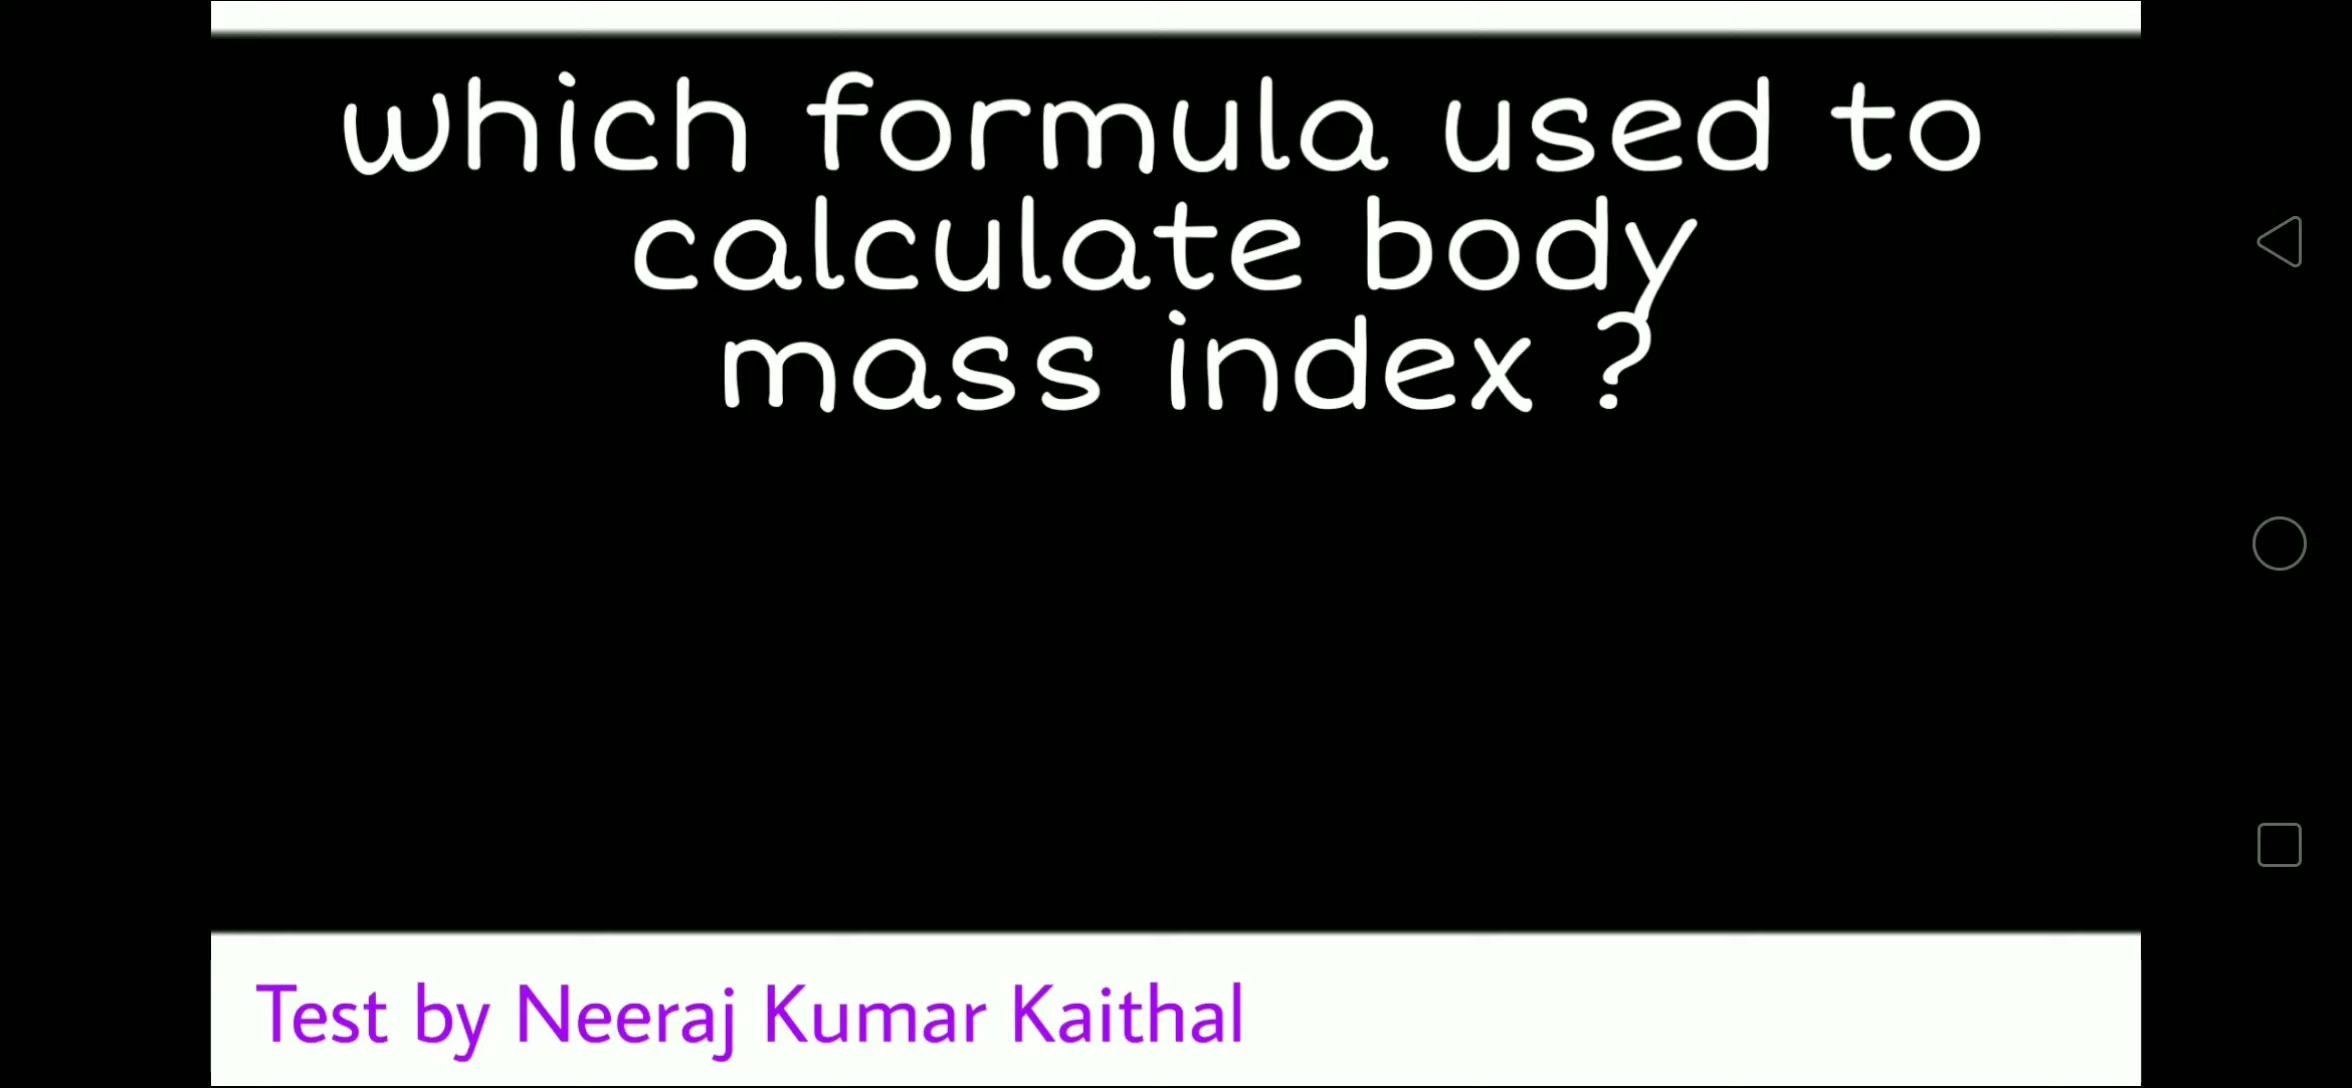 which formula used to
calculate body
mass index ?
Test by Neeraj Kumar Kaithal